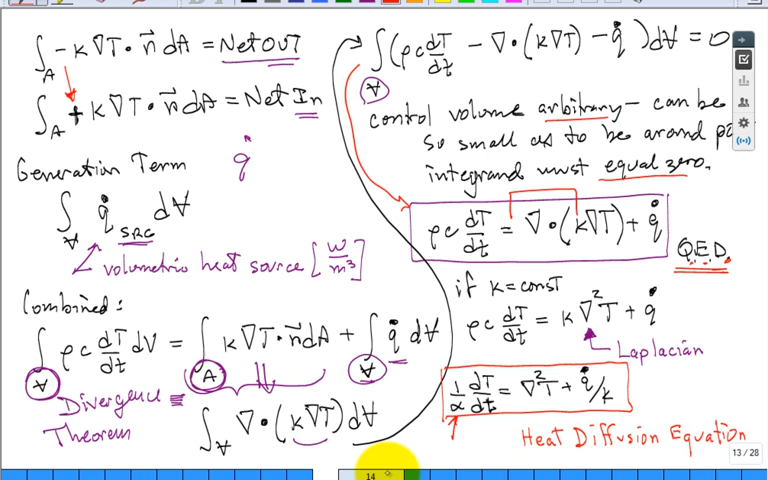 ∫_A -k∇T · n⃗ dA = Net OUT
∫_A +k∇T · n⃗ dA = Net In
Generation Term q̇
∫_∀ q̇_SRC d∀
volumetric heat source [W/m³]
Combined:
∫_∀ ρc dT/dt dV = ∫_A k∇T · n⃗ dA + ∫_∀ q̇ d∀
Divergence =
Theorem
∫_∀ ∇ · (k∇T) d∀
∫_∀ (ρc dT/dt - ∇ · (k∇T) - q̇) d∀ = 0
control volume arbitrary - can be
so small as to be around
integrand must equal zero.
ρc dT/dt = ∇ · (k∇T) + q̇
Q.E.D.
if k = const
ρc dT/dt = k∇²T + q̇
Laplacian
1/α dT/dt = ∇²T + q̇/k
Heat Diffusion Equation
13 / 28
14